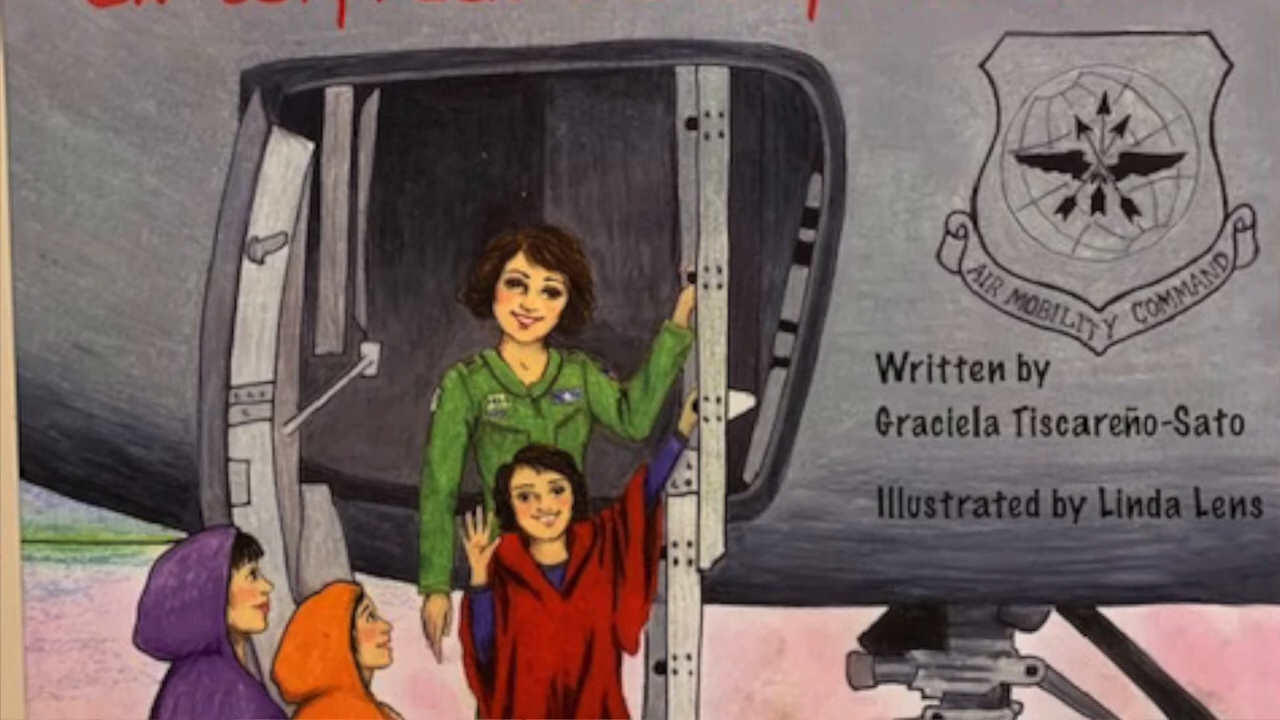 AIR MOBILITY COMMAND
Written by
Graciela Tiscareño-Sato
Illustrated by Linda Lens